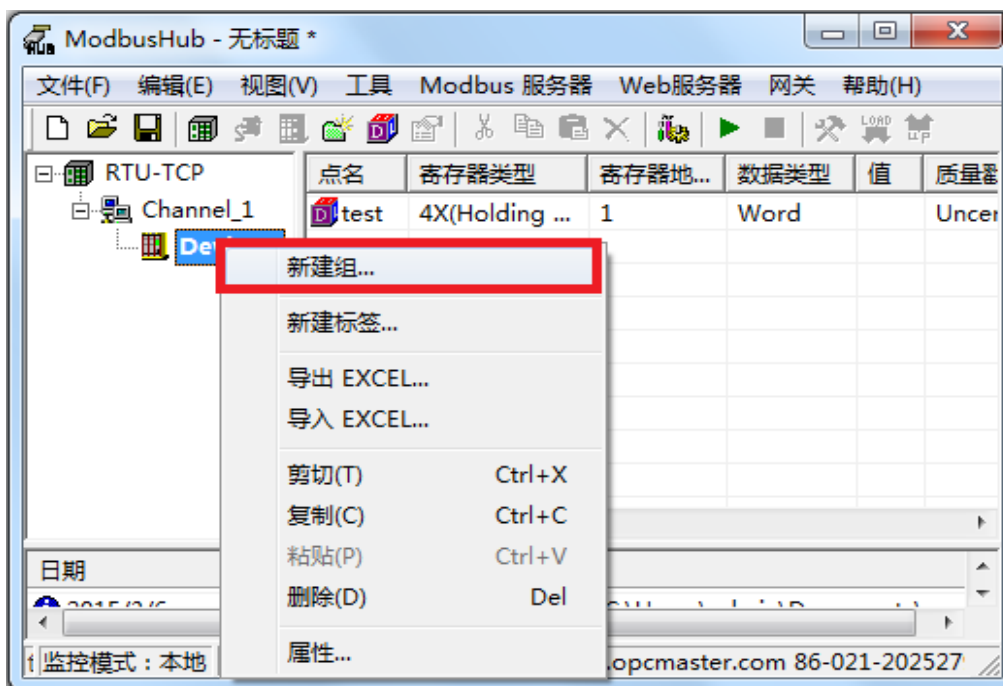 ModbusHub - 无标题 *
文件(F) 编辑(E) 视图(V) 工具 Modbus 服务器 Web服务器 网关 帮助(H)
RTU-TCP
Channel_1
点名 寄存器类型 寄存器地... 数据类型 值
test 4X(Holding ... 1 Word
新建组...
新建标签...
导出 EXCEL...
导入 EXCEL...
剪切(T) Ctrl+X
复制(C) Ctrl+C
粘贴(P) Ctrl+V
删除(D) Del
属性...
日期
监控模式：本地
.opcmaster.com 86-021-202527